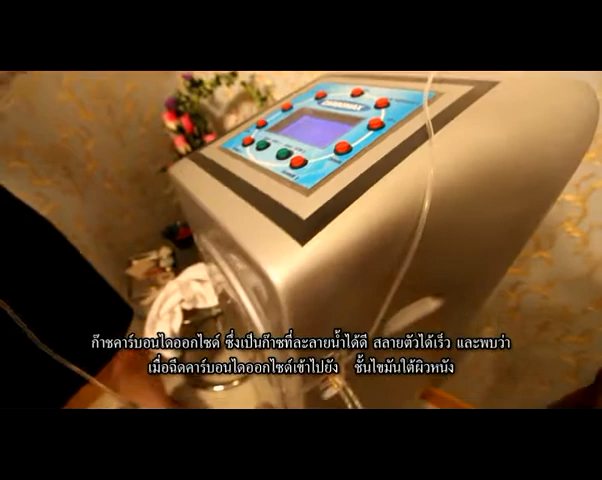 ก๊าซคาร์บอนไดออกไซด์ ซึ่งเป็นก๊าซที่ละลายน้ำได้ดี สลายตัวได้เร็ว และพบว่า
เมื่อฉีดคาร์บอนไดออกไซด์เข้าไปยัง ชั้นไขมันใต้ผิวหนัง